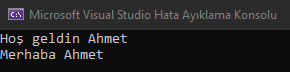 Microsoft Visual Studio Hata Ayıklama Konsolu
Hoş geldin Ahmet
Merhaba Ahmet